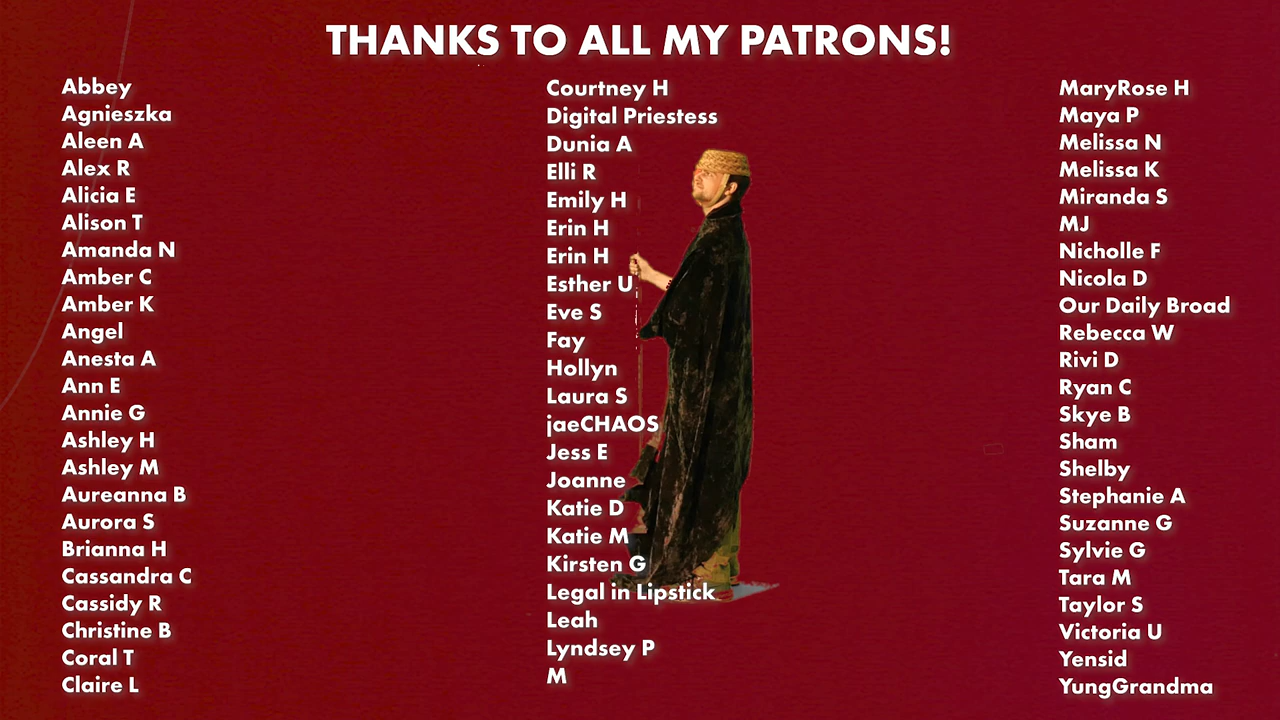 THANKS TO ALL MY PATRONS!
Abbey
Agnieszka
Aleen A
Alex R
Alicia E
Alison T
Amanda N
Amber C
Amber K
Angel
Anesta A
Ann E
Annie G
Ashley H
Ashley M
Aureanna B
Aurora S
Brianna H
Cassandra C
Cassidy R
Christine B
Coral T
Claire L
Courtney H
Digital Priestess
Dunia A
Elli R
Emily H
Erin H
Erin H
Esther U
Eve S
Fay
Hollyn
Laura S
jaeCHAOS
Jess E
Joanne
Katie D
Katie M
Kirsten G
Legal in Lipstick
Leah
Lyndsey P
M
MaryRose H
Maya P
Melissa N
Melissa K
Miranda S
MJ
Nicholle F
Nicola D
Our Daily Broad
Rebecca W
Rivi D
Ryan C
Skye B
Sham
Shelby
Stephanie A
Suzanne G
Sylvie G
Tara M
Taylor S
Victoria U
Yensid
YungGrandma